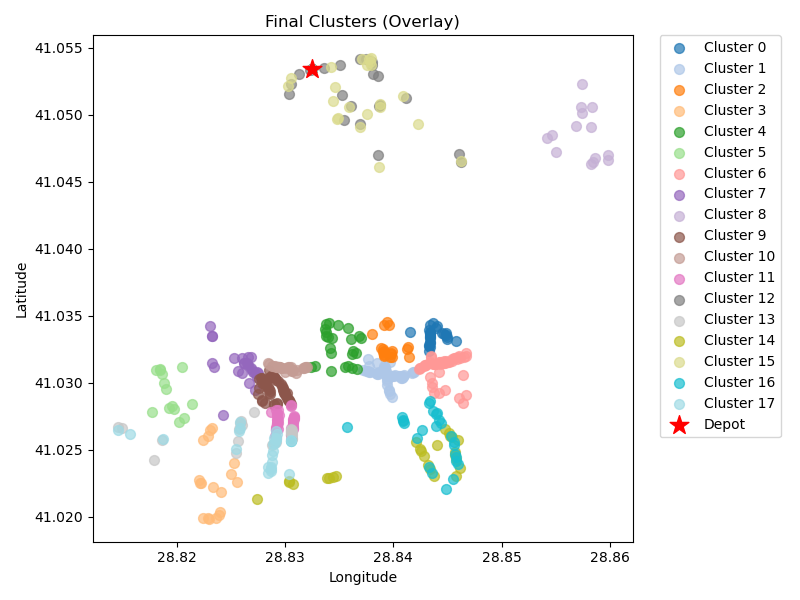 Final Clusters (Overlay)
41.055
41.050
41.045
41.040
41.035
41.030
41.025
41.020
Latitude
28.82 28.83 28.84 28.85 28.86
Longitude
Cluster 0
Cluster 1
Cluster 2
Cluster 3
Cluster 4
Cluster 5
Cluster 6
Cluster 7
Cluster 8
Cluster 9
Cluster 10
Cluster 11
Cluster 12
Cluster 13
Cluster 14
Cluster 15
Cluster 16
Cluster 17
Depot